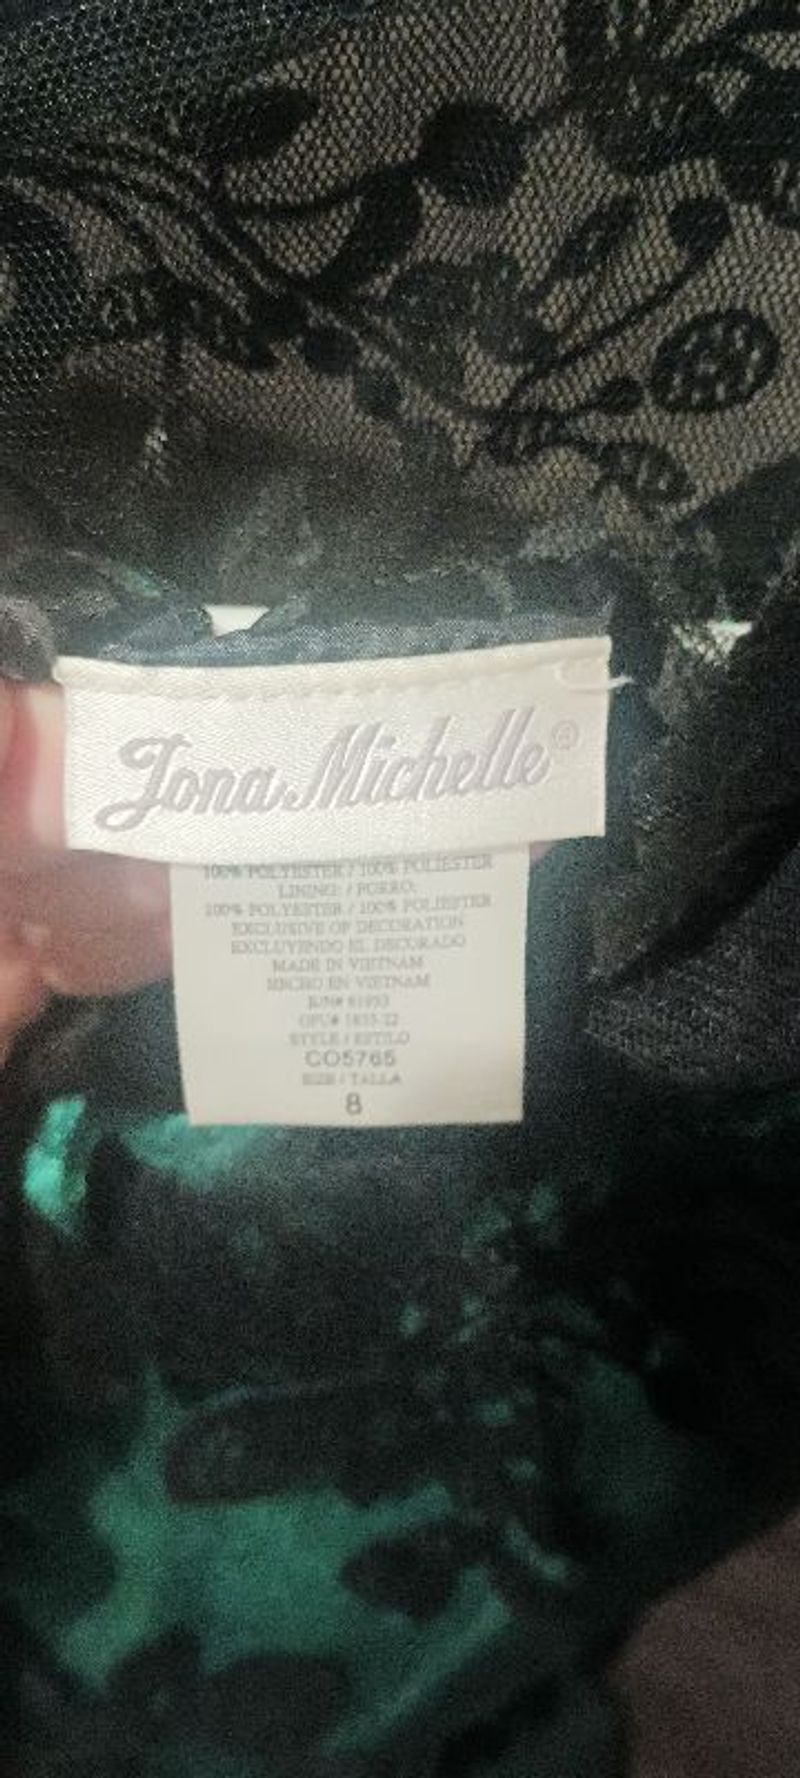 Jona Michelle®
100% POLYESTER / 100% POLIESTER
LINING: / FORRO:
100% POLYESTER / 100% POLIESTER
EXCLUSIVE OF DECORATION
EXCLUYENDO EL DECORADO
MADE IN VIETNAM
HECHO EN VIETNAM
STYLE / ESTILO
CO5765
SIZE / TALLA
8